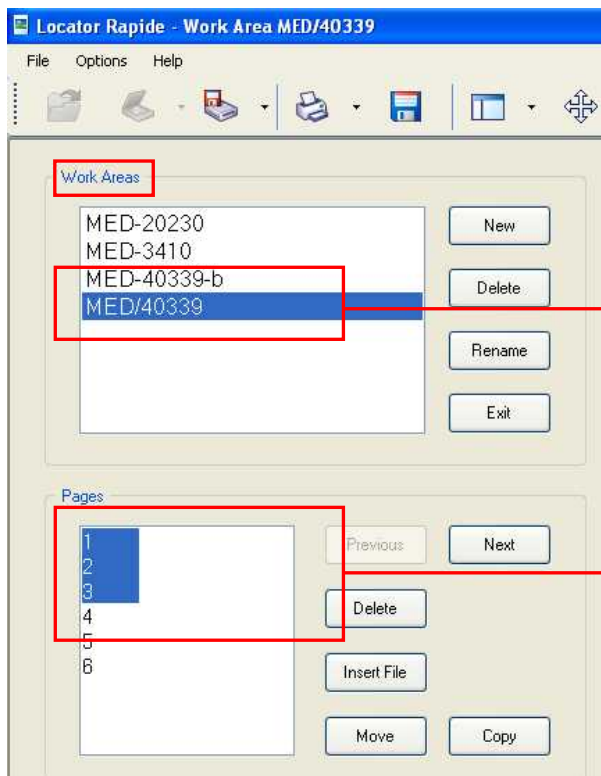 Locator Rapide - Work Area MED/40339
File Options Help
Work Areas
MED-20230
MED-3410
MED-40339-b
MED/40339
New
Delete
Rename
Exit
Pages
1
2
3
4
5
6
Previous
Next
Delete
Insert File
Move
Copy